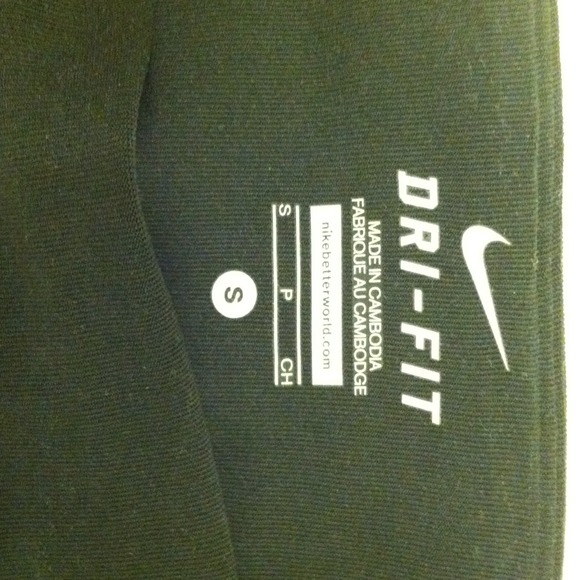 DRI-FIT
MADE IN CAMBODIA
FABRIQUE AU CAMBODGE
nikebetterworld.com
S P CH
S